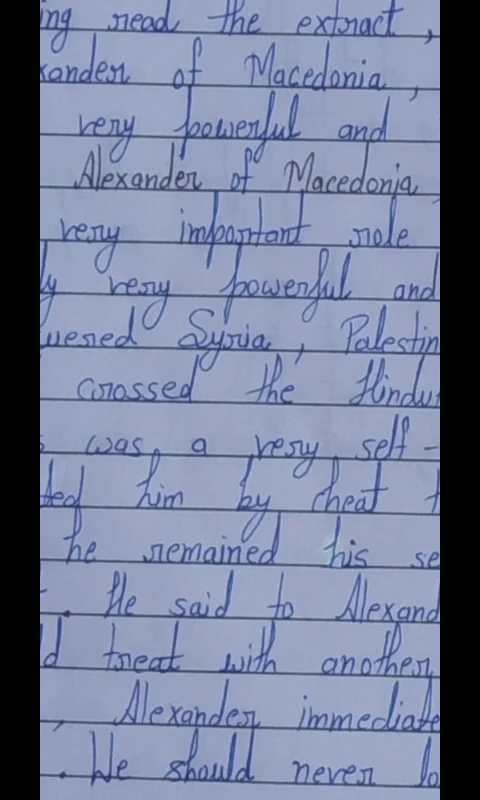 ing read the extract,
xander of Macedonia,
very powerful and
Alexander of Macedonia
very important role
ly very powerful and
uered Syria, Palestin
crossed the Hindu
s was a very self-
ted him by cheat t
he remained his se
. He said to Alexand
d treat with another
, Alexander immediate
. We should never lo